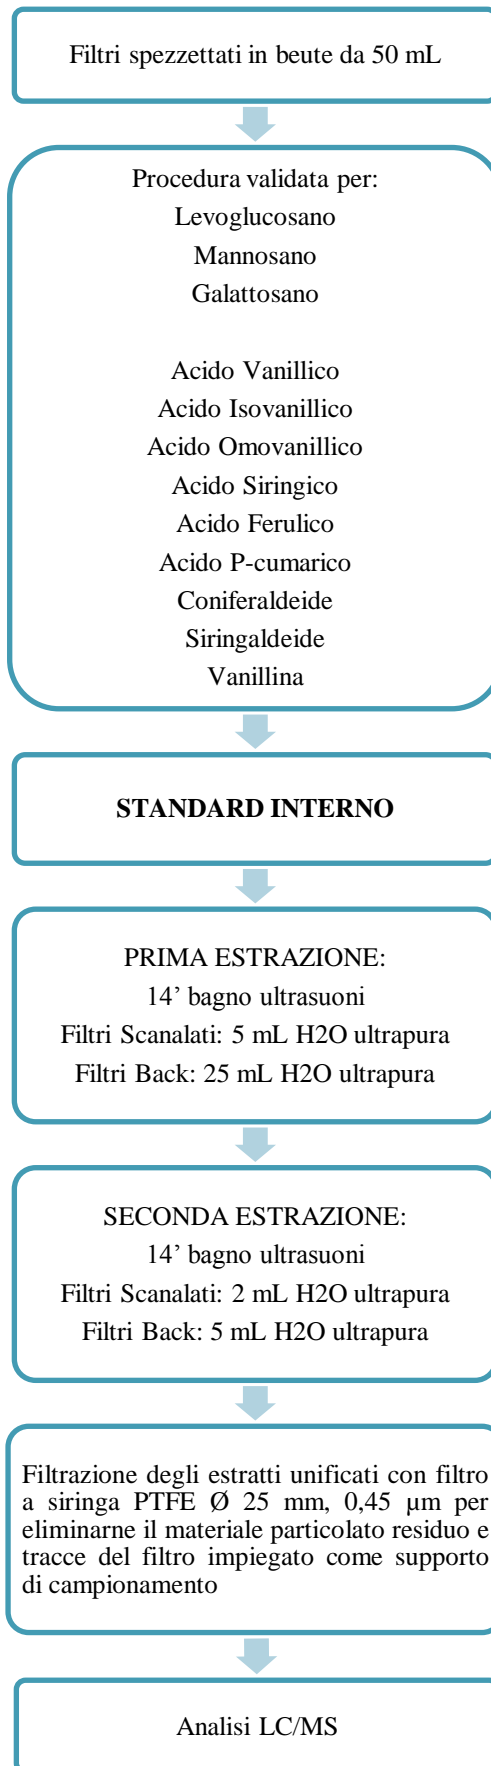 Filtri spezzettati in beute da 50 mL
Procedura validata per:
Levoglucosano
Mannosano
Galattosano
Acido Vanillico
Acido Isovanillico
Acido Omovanillico
Acido Siringico
Acido Ferulico
Acido P-cumarico
Coniferaldeide
Siringaldeide
Vanillina
STANDARD INTERNO
PRIMA ESTRAZIONE:
14’ bagno ultrasuoni
Filtri Scanalati: 5 mL H2O ultrapura
Filtri Back: 25 mL H2O ultrapura
SECONDA ESTRAZIONE:
14’ bagno ultrasuoni
Filtri Scanalati: 2 mL H2O ultrapura
Filtri Back: 5 mL H2O ultrapura
Filtrazione degli estratti unificati con filtro
a siringa PTFE Ø 25 mm, 0,45 µm per
eliminarne il materiale particolato residuo e
tracce del filtro impiegato come supporto
di campionamento
Analisi LC/MS